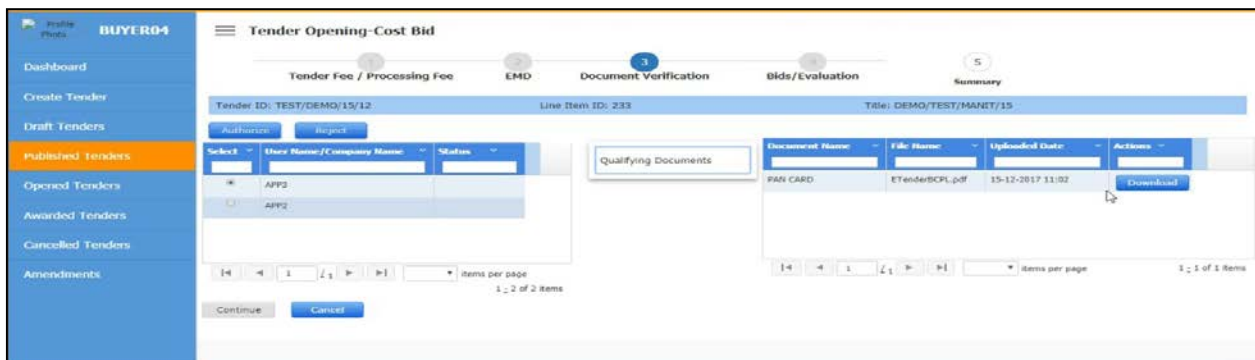 Profile
Photo
BUYER04
Tender Opening-Cost Bid
Dashboard
Create Tender
Draft Tenders
Published Tenders
Opened Tenders
Awarded Tenders
Cancelled Tenders
Amendments
1 2 3 4 5
Tender Fee / Processing Fee EMD Document Verification Bids/Evaluation Summary
Tender ID: TEST/DEMO/15/12 Line Item ID: 233 Title: DEMO/TEST/MANIT/15
Authorize Reject
Select User Name/Company Name Status
APP2
APP2
1 / 1 items per page
1 - 2 of 2 items
Qualifying Documents
Document Name File Name Uploaded Date Actions
PAN CARD ETenderBCPL.pdf 15-12-2017 11:02 Download
1 / 1 items per page 1 - 1 of 1 items
Continue Cancel